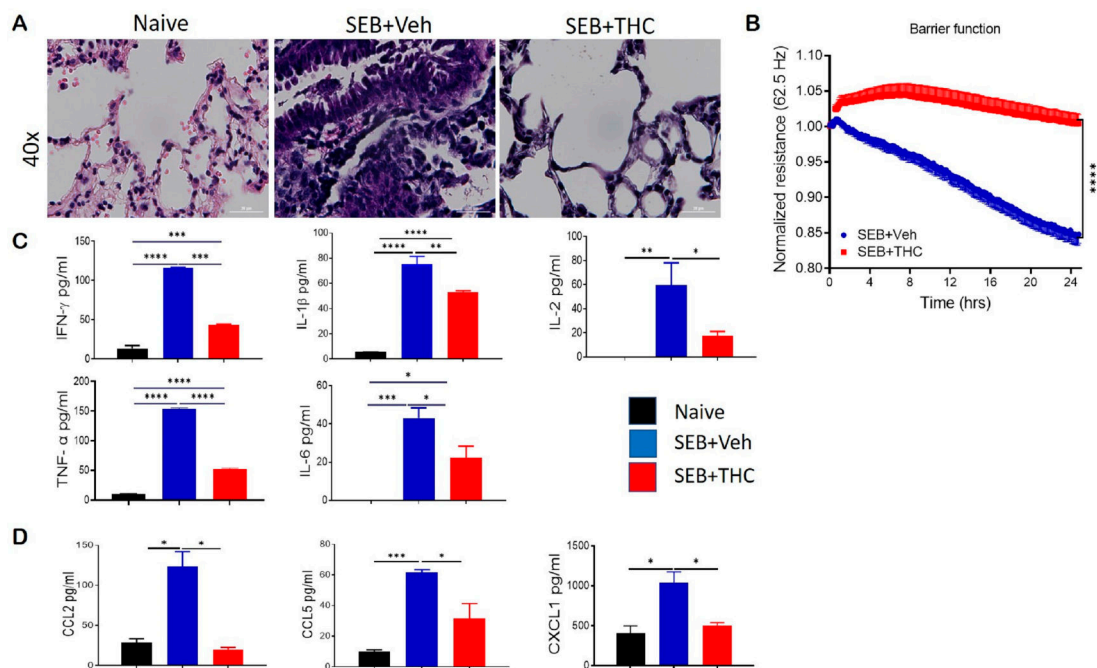 A
Naive
SEB+Veh
SEB+THC
40x
B
Barrier function
Normalized resistance (62.5 Hz)
1.10
1.05
1.00
0.95
0.90
0.85
0.80
****
SEB+Veh
SEB+THC
0 4 8 12 16 20 24
Time (hrs)
C
IFN-γ pg/ml
150
100
50
0
***
**** ***
IL-1β pg/ml
100
80
60
40
20
0
****
**** **
IL-2 pg/ml
100
80
60
40
20
0
** *
TNF- α pg/ml
200
150
100
50
0
****
**** ****
IL-6 pg/ml
60
40
20
0
*
*** *
Naive
SEB+Veh
SEB+THC
D
CCL2 pg/ml
150
100
50
0
* *
CCL5 pg/ml
80
60
40
20
0
*** *
CXCL1 pg/ml
1500
1000
500
0
* *